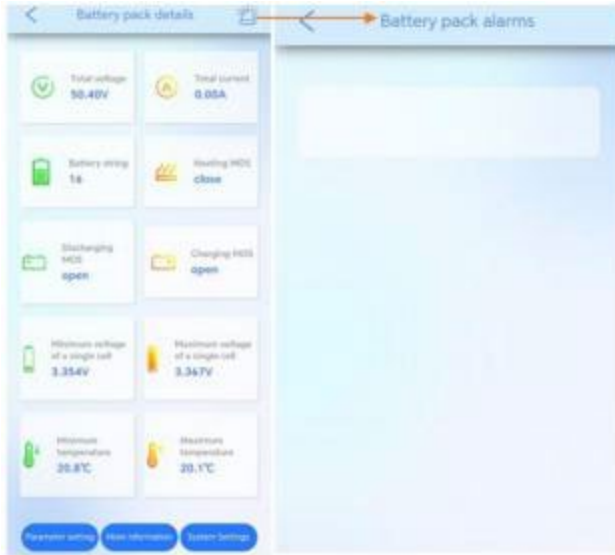 Battery pack details
Battery pack alarms
Total voltage
50.40V
Total current
0.00A
Battery string
16
Heating MOS
close
Discharging
MOS
open
Charging MOS
open
Minimum voltage
of a single cell
3.354V
Maximum voltage
of a single cell
3.367V
Minimum
temperature
20.8℃
Maximum
temperature
20.1℃
Parameter setting
More information
System Settings